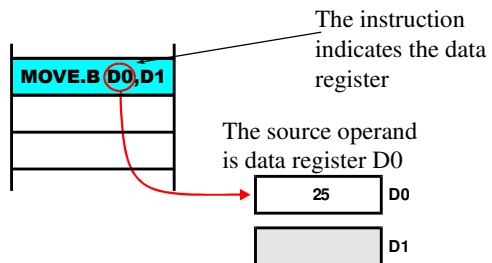 The instruction
indicates the data
register
MOVE.B D0,D1
The source operand
is data register D0
25 D0
D1